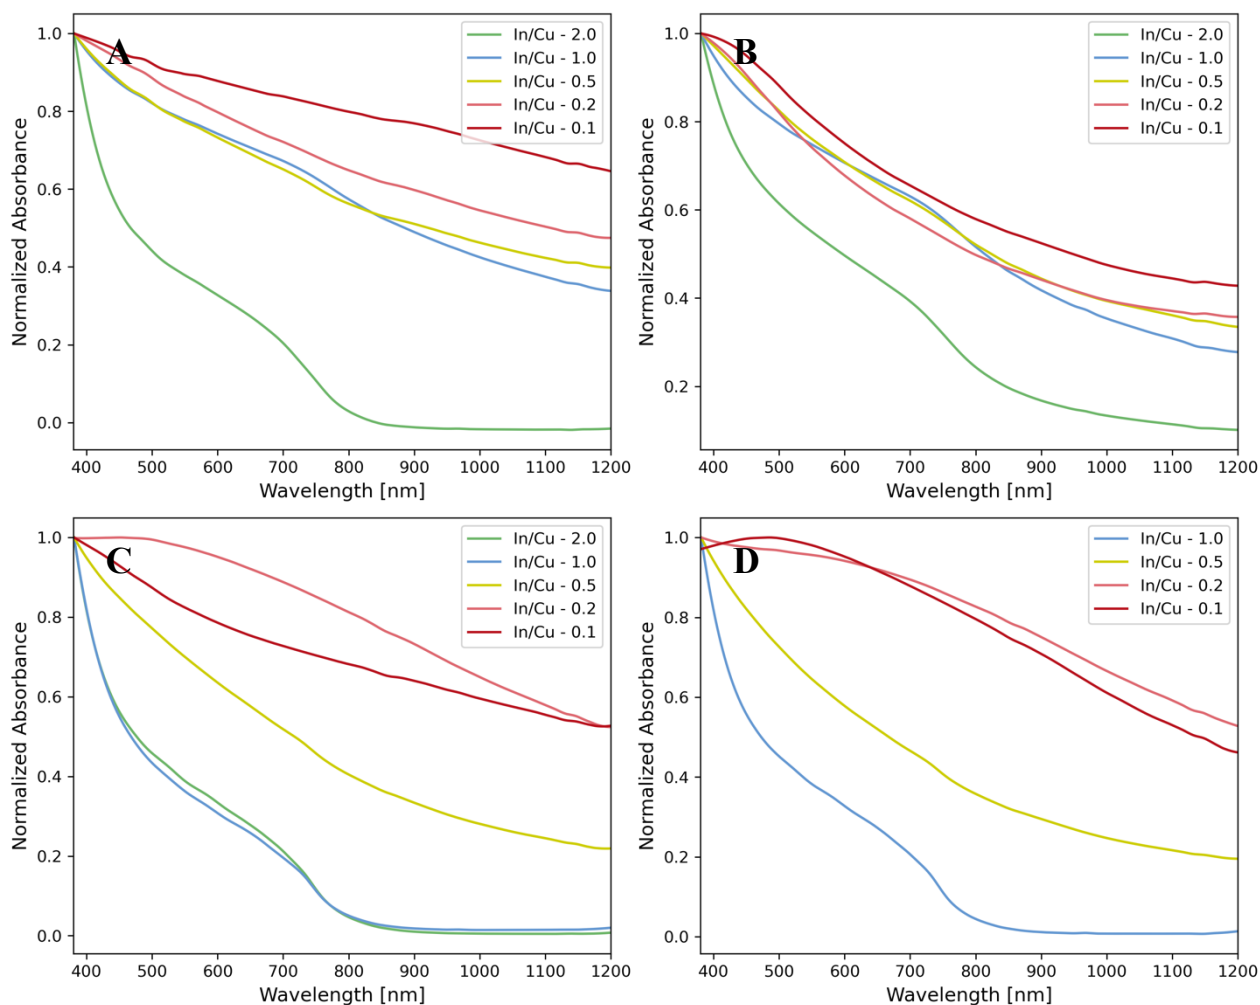 A
Normalized Absorbance
1.0
0.8
0.6
0.4
0.2
0.0
400 500 600 700 800 900 1000 1100 1200
Wavelength [nm]
In/Cu - 2.0
In/Cu - 1.0
In/Cu - 0.5
In/Cu - 0.2
In/Cu - 0.1
B
Normalized Absorbance
1.0
0.8
0.6
0.4
0.2
400 500 600 700 800 900 1000 1100 1200
Wavelength [nm]
In/Cu - 2.0
In/Cu - 1.0
In/Cu - 0.5
In/Cu - 0.2
In/Cu - 0.1
C
Normalized Absorbance
1.0
0.8
0.6
0.4
0.2
0.0
400 500 600 700 800 900 1000 1100 1200
Wavelength [nm]
In/Cu - 2.0
In/Cu - 1.0
In/Cu - 0.5
In/Cu - 0.2
In/Cu - 0.1
D
Normalized Absorbance
1.0
0.8
0.6
0.4
0.2
0.0
400 500 600 700 800 900 1000 1100 1200
Wavelength [nm]
In/Cu - 1.0
In/Cu - 0.5
In/Cu - 0.2
In/Cu - 0.1